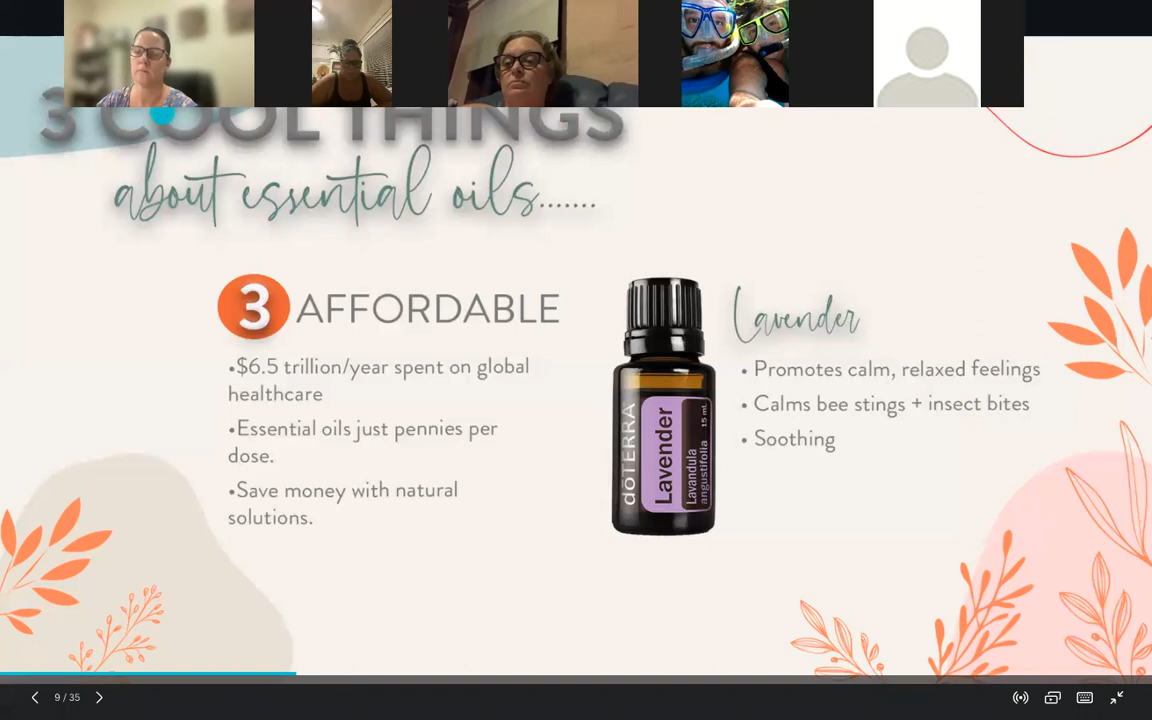 3 COOL THINGS
about essential oils.......
3 AFFORDABLE
•$6.5 trillion/year spent on global
healthcare
•Essential oils just pennies per
dose.
•Save money with natural
solutions.
dōTERRA
Lavender
Lavandula
angustifolia 15 mL
Lavender
• Promotes calm, relaxed feelings
• Calms bee stings + insect bites
• Soothing
9 / 35